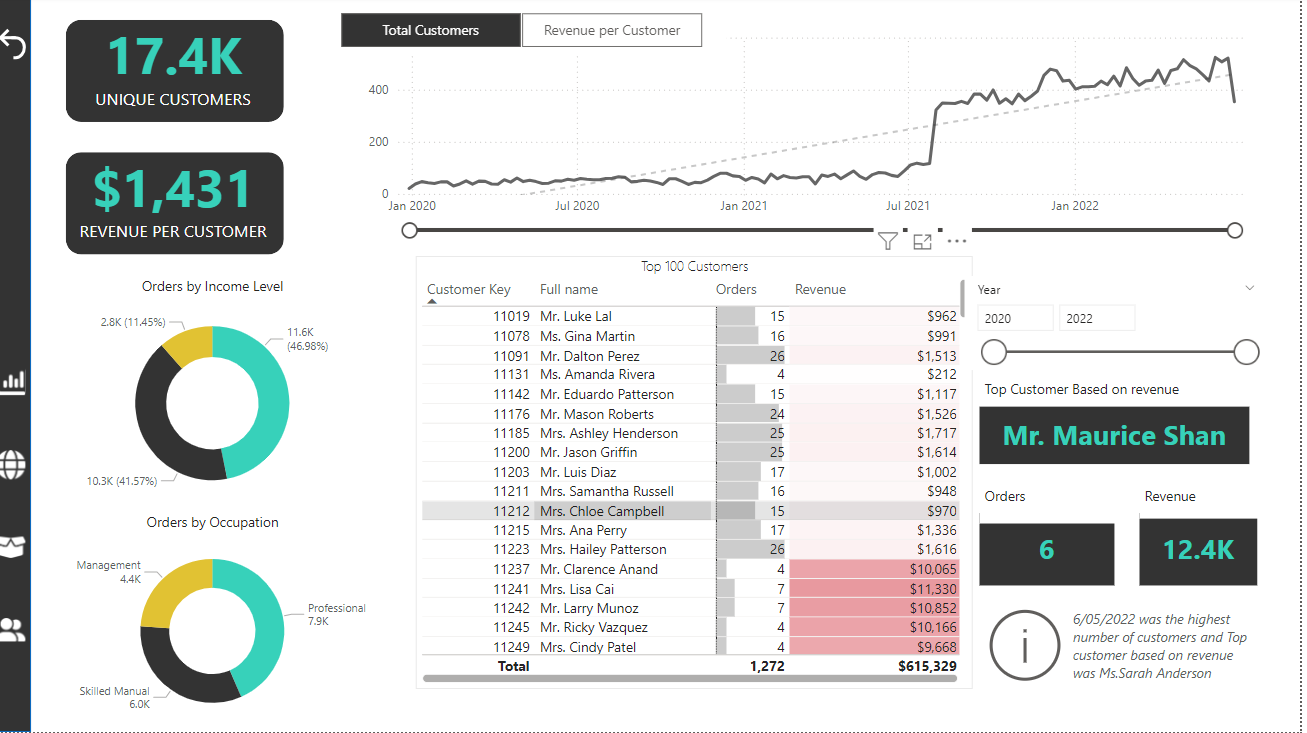 17.4K
UNIQUE CUSTOMERS
$1,431
REVENUE PER CUSTOMER
Total Customers
Revenue per Customer
400
200
0
Jan 2020
Jul 2020
Jan 2021
Jul 2021
Jan 2022
Orders by Income Level
2.8K (11.45%)
11.6K
(46.98%)
10.3K (41.57%)
Orders by Occupation
Management
4.4K
Professional
7.9K
Skilled Manual
6.0K
Top 100 Customers
Customer Key Full name Orders Revenue
11019 Mr. Luke Lal 15 $962
11078 Ms. Gina Martin 16 $991
11091 Mr. Dalton Perez 26 $1,513
11131 Ms. Amanda Rivera 4 $212
11142 Mr. Eduardo Patterson 15 $1,117
11176 Mr. Mason Roberts 24 $1,526
11185 Mrs. Ashley Henderson 25 $1,717
11200 Mr. Jason Griffin 25 $1,614
11203 Mr. Luis Diaz 17 $1,002
11211 Mrs. Samantha Russell 16 $948
11212 Mrs. Chloe Campbell 15 $970
11215 Mrs. Ana Perry 17 $1,336
11223 Mrs. Hailey Patterson 26 $1,616
11237 Mr. Clarence Anand 4 $10,065
11241 Mrs. Lisa Cai 7 $11,330
11242 Mr. Larry Munoz 7 $10,852
11245 Mr. Ricky Vazquez 4 $10,166
11249 Mrs. Cindy Patel 4 $9,668
Total 1,272 $615,329
Year
2020 2022
Top Customer Based on revenue
Mr. Maurice Shan
Orders
6
Revenue
12.4K
i
6/05/2022 was the highest
number of customers and Top
customer based on revenue
was Ms.Sarah Anderson